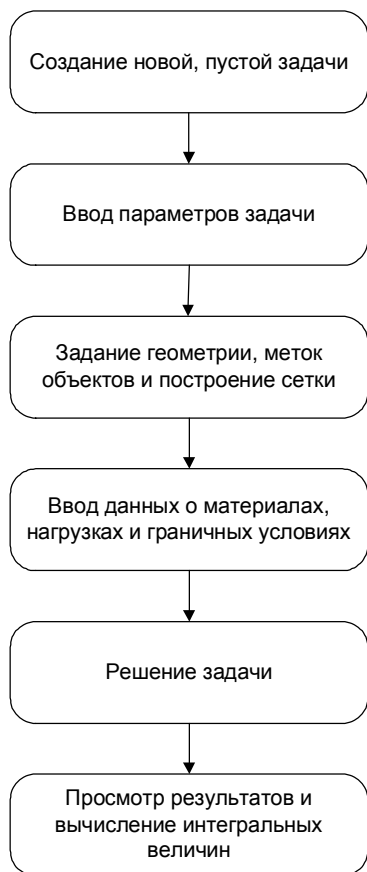 Создание новой, пустой задачи
Ввод параметров задачи
Задание геометрии, меток
объектов и построение сетки
Ввод данных о материалах,
нагрузках и граничных условиях
Решение задачи
Просмотр результатов и
вычисление интегральных
величин